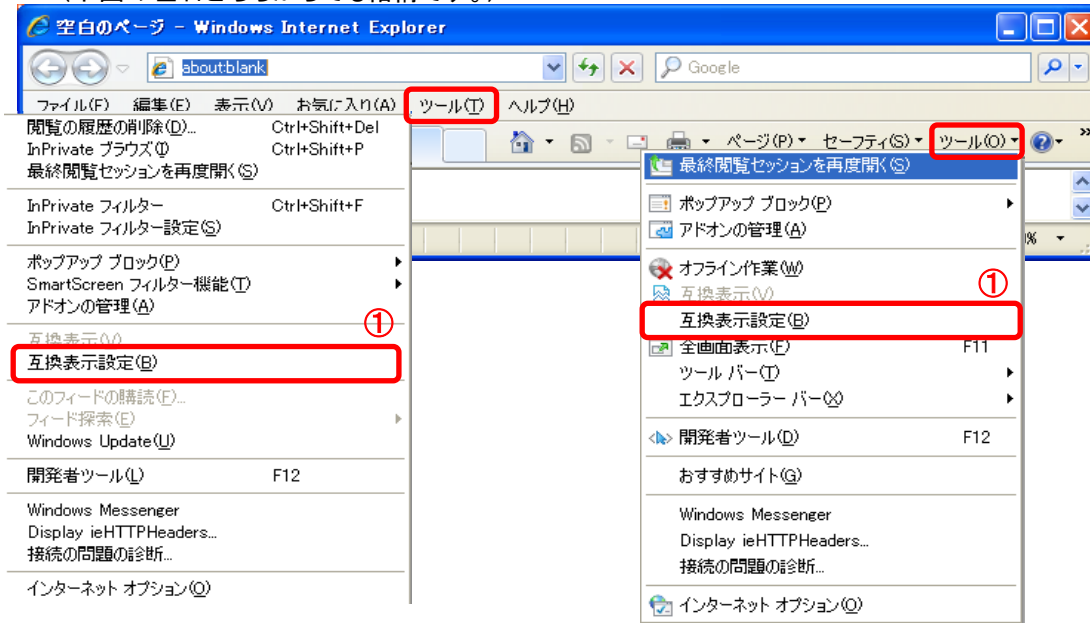 空白のページ - Windows Internet Explorer
about:blank
Google
ファイル(F) 編集(E) 表示(V) お気に入り(A) ツール(T) ヘルプ(H)
ページ(P) セーフティ(S) ツール(O)
閲覧の履歴の削除(D)... Ctrl+Shift+Del
InPrivate ブラウズ(I) Ctrl+Shift+P
最終閲覧セッションを再度開く(S)
InPrivate フィルター Ctrl+Shift+F
InPrivate フィルター設定(S)
ポップアップ ブロック(P)
SmartScreen フィルター機能(T)
アドオンの管理(A)
①
互換表示(V)
互換表示設定(B)
このフィードの購読(F)...
フィード探索(E)
Windows Update(U)
開発者ツール(L) F12
Windows Messenger
Display ieHTTPHeaders...
接続の問題の診断...
インターネット オプション(O)
最終閲覧セッションを再度開く(S)
ポップアップ ブロック(P)
アドオンの管理(A)
オフライン作業(W)
①
互換表示(V)
互換表示設定(B)
全画面表示(F) F11
ツール バー(T)
エクスプローラー バー(X)
開発者ツール(D) F12
おすすめサイト(G)
Windows Messenger
Display ieHTTPHeaders...
接続の問題の診断...
インターネット オプション(O)